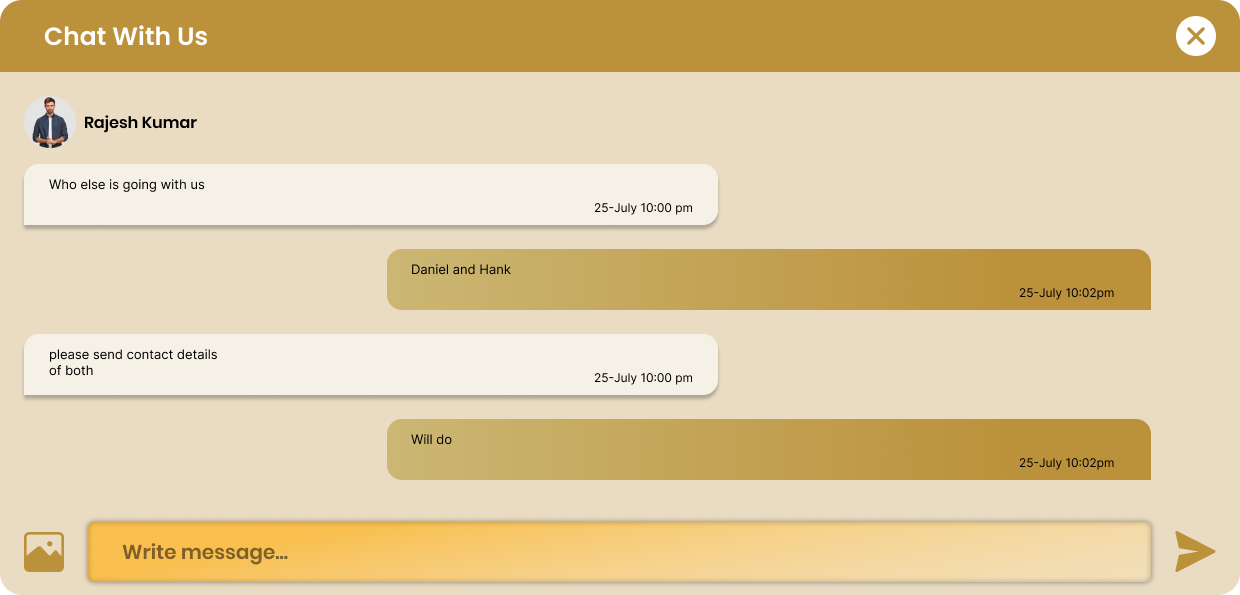 Chat With Us
Rajesh Kumar
Who else is going with us
25-July 10:00 pm
Daniel and Hank
25-July 10:02pm
please send contact details
of both
25-July 10:00 pm
Will do
25-July 10:02pm
Write message...